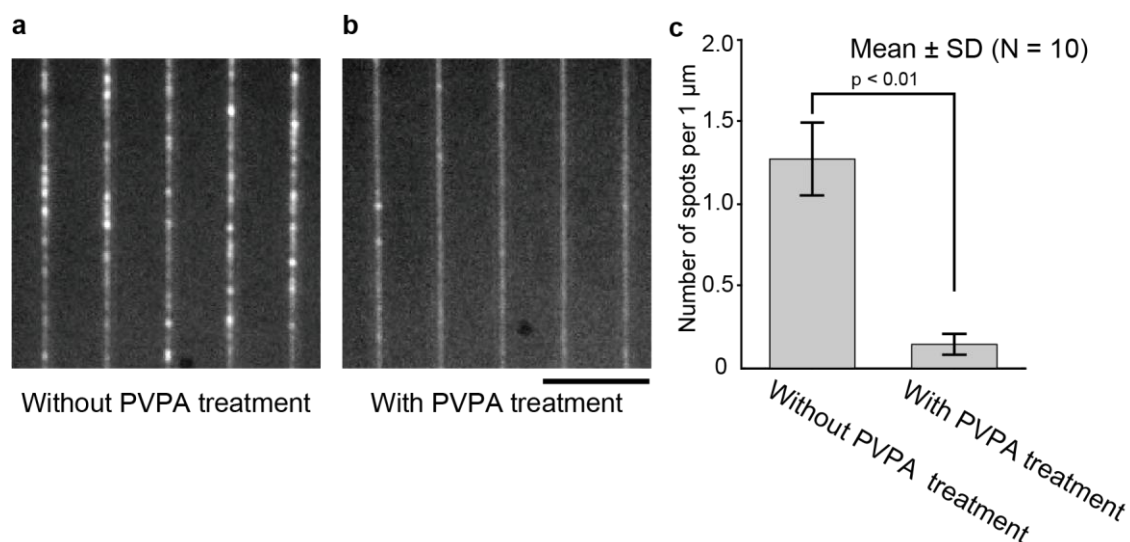 a
b
c
Without PVPA treatment
With PVPA treatment
Mean ± SD (N = 10)
p < 0.01
Number of spots per 1 µm
2.0
1.5
1.0
0.5
0
Without PVPA treatment
With PVPA treatment